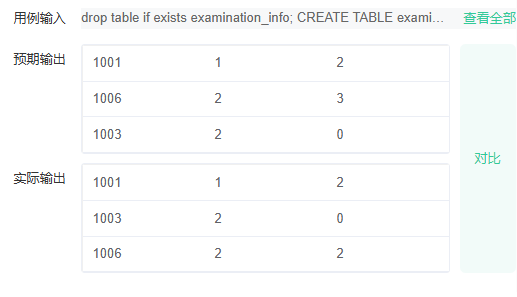 用例输入 drop table if exists examination_info; CREATE TABLE exami... 查看全部
预期输出 1001 1 2
1006 2 3
1003 2 0
对比
实际输出 1001 1 2
1003 2 0
1006 2 2